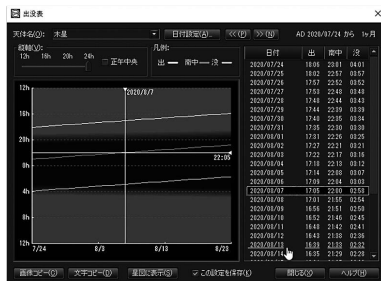 出没表
天体名(O): 木星 日付設定(A)... <<(P) >>(N) AD 2020/07/24 から 1ヶ月
縦軸(V):
12h 16h 20h 24h
正午中央
凡例:
出 南中 没
2020/8/7
12h
16h
20h
0h
4h
8h
12h
22:05
7/24 8/3 8/13 8/23
日付 出 南中 没
2020/07/24 18:06 23:01 04:01
2020/07/25 18:02 22:57 03:57
2020/07/26 17:57 22:52 03:52
2020/07/27 17:53 22:48 03:48
2020/07/28 17:48 22:44 03:43
2020/07/29 17:44 22:39 03:39
2020/07/30 17:40 22:35 03:34
2020/07/31 17:35 22:30 03:30
2020/08/01 17:31 22:26 03:25
2020/08/02 17:27 22:21 03:21
2020/08/03 17:22 22:17 03:16
2020/08/04 17:18 22:13 03:12
2020/08/05 17:14 22:08 03:07
2020/08/06 17:09 22:04 03:03
2020/08/07 17:05 22:00 02:58
2020/08/08 17:01 21:55 02:54
2020/08/09 16:56 21:51 02:50
2020/08/10 16:52 21:46 02:45
2020/08/11 16:48 21:42 02:41
2020/08/12 16:43 21:38 02:36
2020/08/13 16:39 21:33 02:32
2020/08/14 16:35 21:29 02:28
画像コピー(C) 文字コピー(D) 星図に表示(S) この設定を保存(K) 閉じる(X) ヘルプ(H)